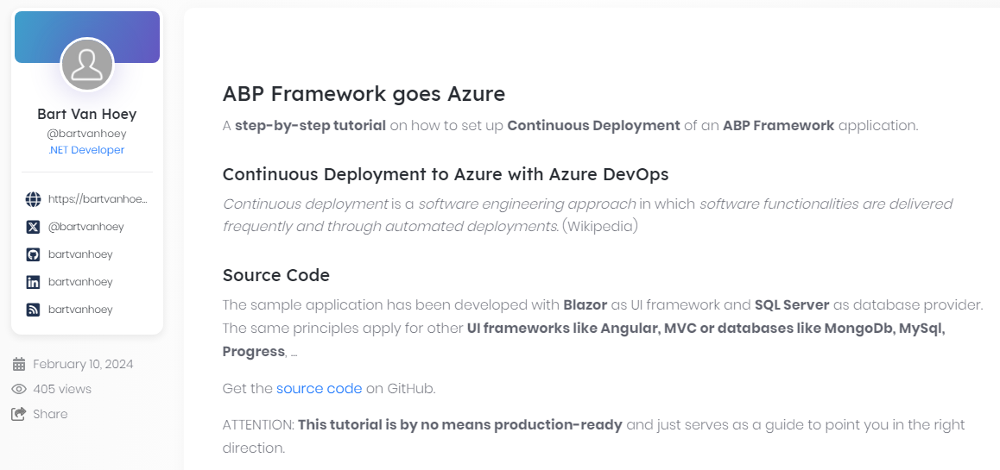 Bart Van Hoey
@bartvanhoey
.NET Developer
https://bartvanhoe...
@bartvanhoey
bartvanhoey
bartvanhoey
bartvanhoey
February 10, 2024
405 views
Share
ABP Framework goes Azure
A step-by-step tutorial on how to set up Continuous Deployment of an ABP Framework application.
Continuous Deployment to Azure with Azure DevOps
Continuous deployment is a software engineering approach in which software functionalities are delivered
frequently and through automated deployments. (Wikipedia)
Source Code
The sample application has been developed with Blazor as UI framework and SQL Server as database provider.
The same principles apply for other UI frameworks like Angular, MVC or databases like MongoDb, MySql,
Progress, …
Get the source code on GitHub.
ATTENTION: This tutorial is by no means production-ready and just serves as a guide to point you in the right
direction.